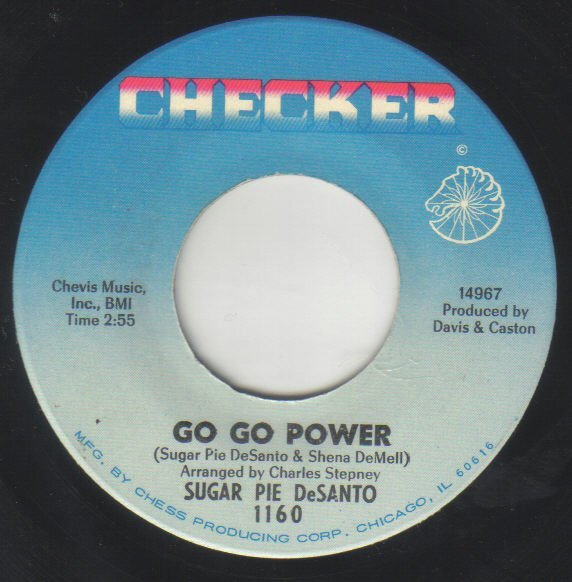 CHECKER
©
Chevis Music,
Inc., BMI
Time 2:55
14967
Produced by
Davis & Caston
GO GO POWER
(Sugar Pie DeSanto & Shena DeMell)
Arranged by Charles Stepney
SUGAR PIE DeSANTO
1160
MFG. BY CHESS PRODUCING CORP. CHICAGO, IL 60616